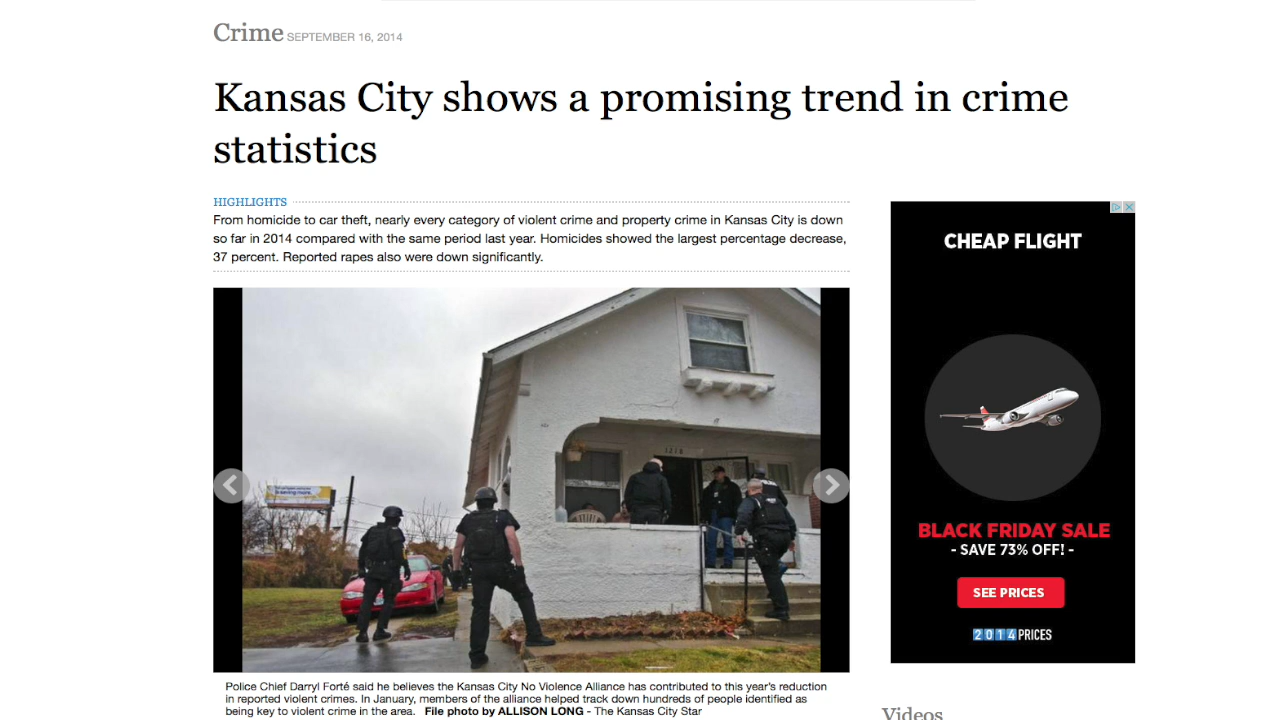 Crime SEPTEMBER 16, 2014
Kansas City shows a promising trend in crime
statistics
HIGHLIGHTS
From homicide to car theft, nearly every category of violent crime and property crime in Kansas City is down
so far in 2014 compared with the same period last year. Homicides showed the largest percentage decrease,
37 percent. Reported rapes also were down significantly.
1218
Police Chief Darryl Forté said he believes the Kansas City No Violence Alliance has contributed to this year's reduction
in reported violent crimes. In January, members of the alliance helped track down hundreds of people identified as
being key to violent crime in the area. File photo by ALLISON LONG - The Kansas City Star
CHEAP FLIGHT
BLACK FRIDAY SALE
- SAVE 73% OFF! -
SEE PRICES
2014 PRICES
Videos